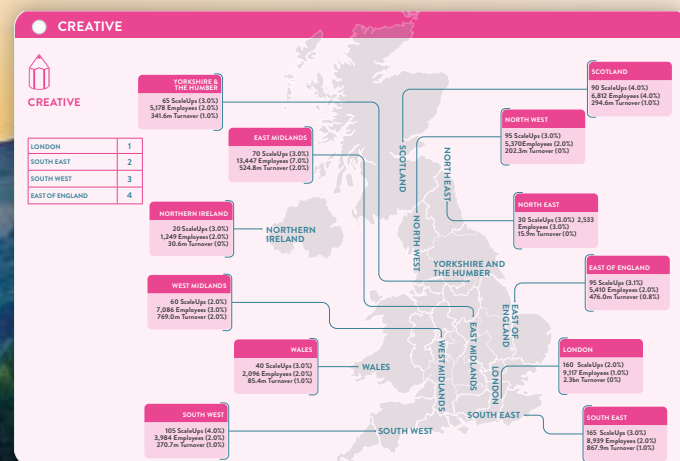 CREATIVE
CREATIVE
LONDON 1
SOUTH EAST 2
SOUTH WEST 3
EAST OF ENGLAND 4
YORKSHIRE &
THE HUMBER
65 ScaleUps (3.0%)
5,178 Employees (2.0%)
341.6m Turnover (1.0%)
EAST MIDLANDS
70 ScaleUps (3.0%)
13,447 Employees (7.0%)
524.8m Turnover (2.0%)
NORTHERN IRELAND
20 ScaleUps (3.0%)
1,249 Employees (2.0%)
30.6m Turnover (0%)
WEST MIDLANDS
60 ScaleUps (2.0%)
7,086 Employees (3.0%)
769.0m Turnover (2.0%)
WALES
40 ScaleUps (3.0%)
2,096 Employees (2.0%)
85.4m Turnover (1.0%)
SOUTH WEST
105 ScaleUps (4.0%)
3,984 Employees (2.0%)
270.7m Turnover (1.0%)
SCOTLAND
NORTH EAST
NORTH WEST
NORTHERN
IRELAND
YORKSHIRE AND
THE HUMBER
EAST OF
ENGLAND
EAST MIDLANDS
WEST MIDLANDS
WALES
LONDON
SOUTH EAST
SOUTH WEST
SCOTLAND
90 ScaleUps (4.0%)
6,812 Employees (4.0%)
294.6m Turnover (1.0%)
NORTH WEST
95 ScaleUps (3.0%)
5,370Employees (2.0%)
202.3m Turnover (0%)
NORTH EAST
30 ScaleUps (3.0%) 2,533
Employees (3.0%)
15.9m Turnover (0%)
EAST OF ENGLAND
95 ScaleUps (3.1%)
5,410 Employees (2.0%)
476.0m Turnover (0.8%)
LONDON
160 ScaleUps (2.0%)
9,117 Employees (1.0%)
2.3bn Turnover (0%)
SOUTH EAST
165 ScaleUps (3.0%)
8,939 Employees (2.0%)
867.9m Turnover (1.0%)